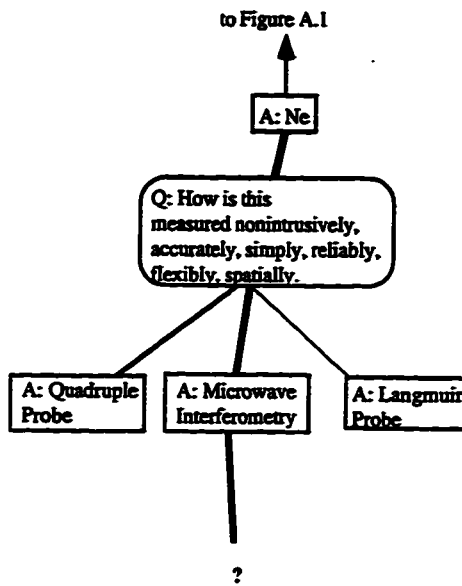 to Figure A.1
A: Ne
Q: How is this
measured nonintrusively,
accurately, simply, reliably,
flexibly, spatially.
A: Quadruple
Probe
A: Microwave
Interferometry
A: Langmuir
Probe
?